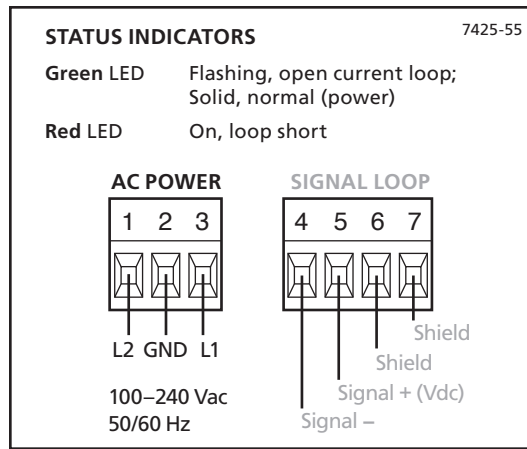 7425-55
STATUS INDICATORS
Green LED Flashing, open current loop;
Solid, normal (power)
Red LED On, loop short
AC POWER SIGNAL LOOP
1 2 3 4 5 6 7
L2 GND L1
Shield
Shield
Signal + (Vdc)
Signal –
100–240 Vac
50/60 Hz